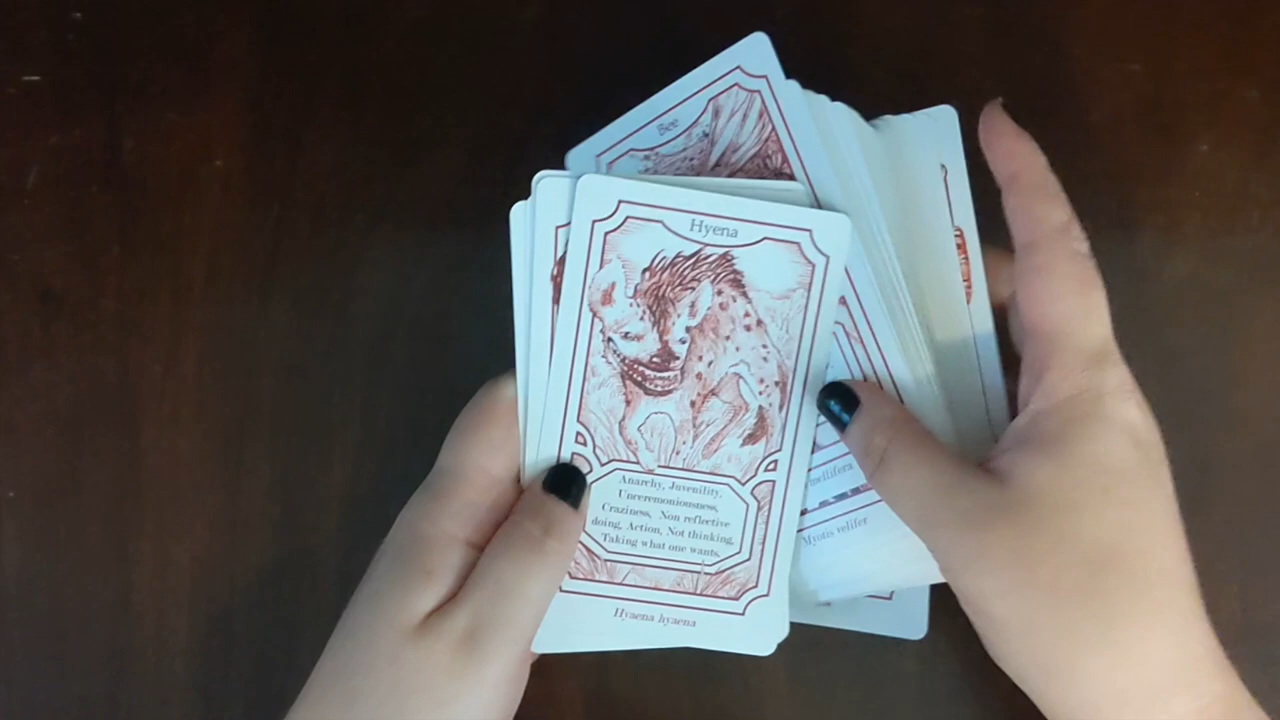 Bee
Hyena
Anarchy, Juvenility,
Unceremoniousness,
Craziness, Non reflective
doing, Action, Not thinking,
Taking what one wants.
Hyaena hyaena
mellifera
Myotis velifer